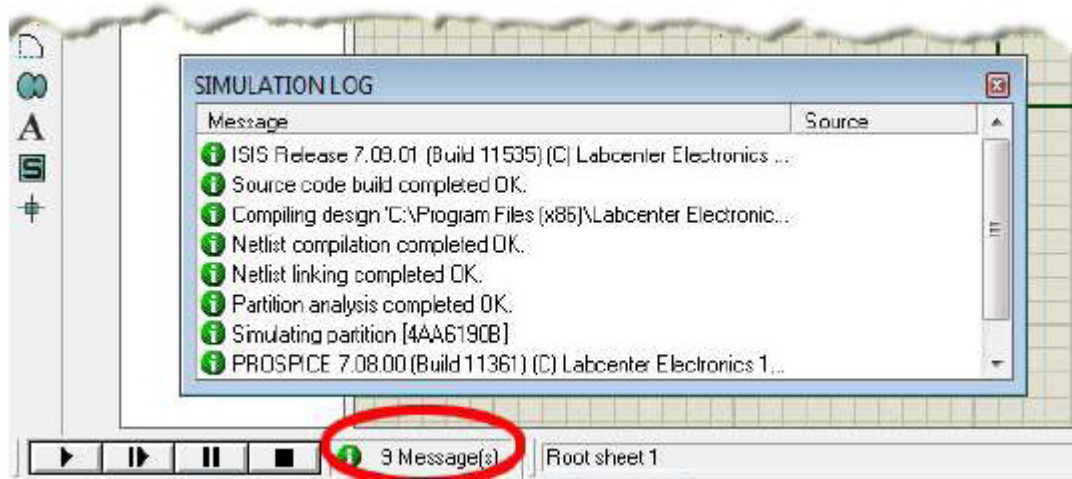 A
S
SIMULATION LOG
Message Source
ISIS Release 7.09.01 (Build 11535) (C) Labcenter Electronics ...
Source code build completed OK.
Compiling design 'C:\Program Files (x86)\Labcenter Electronic...
Netlist compilation completed OK.
Netlist linking completed OK.
Partition analysis completed OK.
Simulating partition [4AA6190B]
PROSPICE 7.08.00 (Build 11361) (C) Labcenter Electronics 1...
9 Message(s)
Root sheet 1